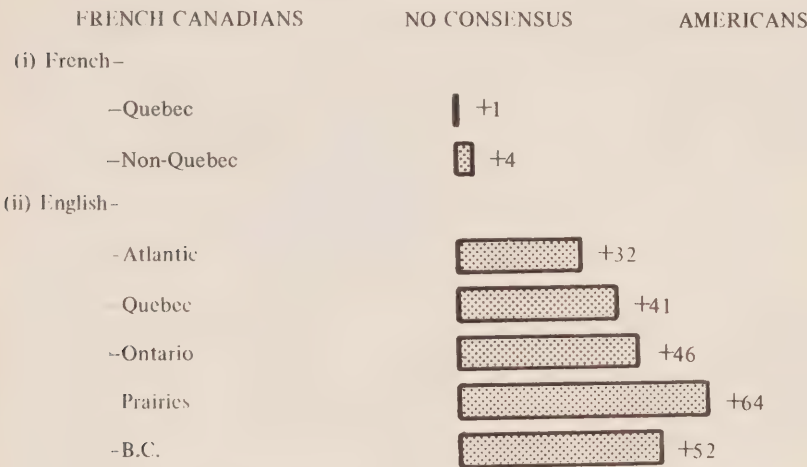 FRENCH CANADIANS NO CONSENSUS AMERICANS
(i) French–
–Quebec +1
–Non-Quebec +4
(ii) English–
-Atlantic +32
Quebec +41
-Ontario +46
Prairies +64
-B.C. +52